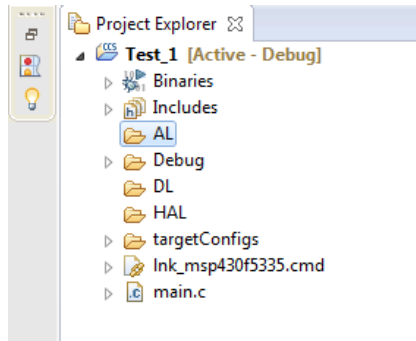 Project Explorer
Test_1 [Active - Debug]
Binaries
Includes
AL
Debug
DL
HAL
targetConfigs
lnk_msp430f5335.cmd
main.c